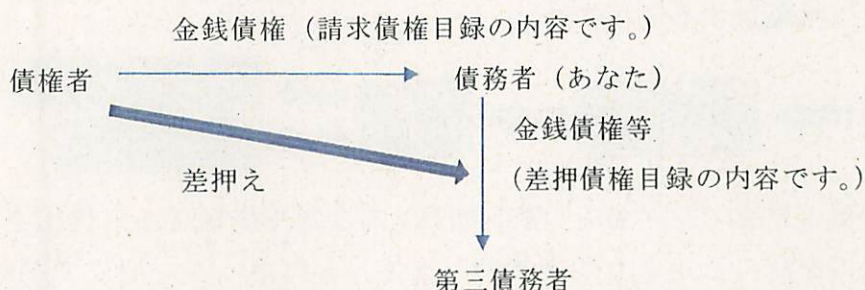 金銭債権（請求債権目録の内容です。）
債権者
債務者（あなた）
金銭債権等
差押え
（差押債権目録の内容です。）
第三債務者